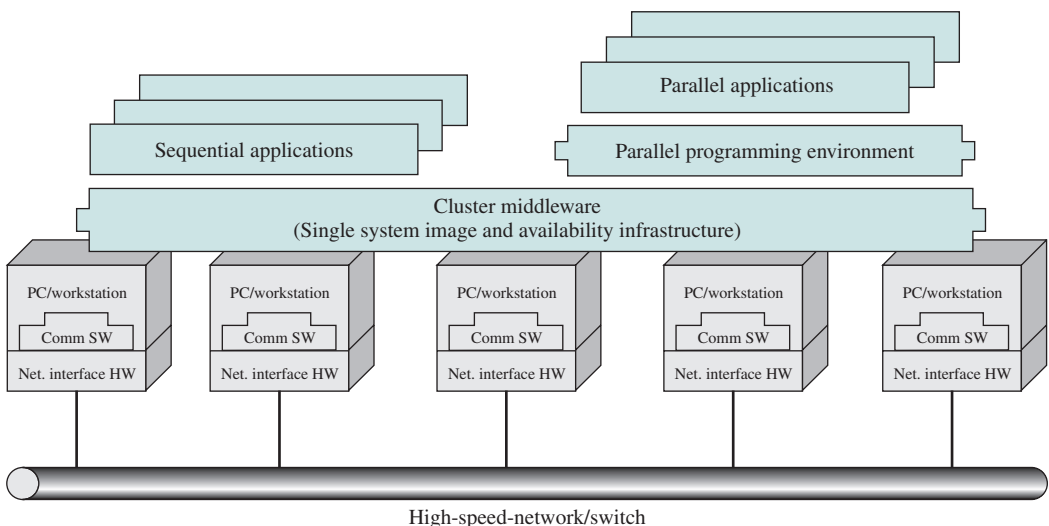 Parallel applications
Sequential applications
Parallel programming environment
Cluster middleware
(Single system image and availability infrastructure)
PC/workstation
Comm SW
Net. interface HW
PC/workstation
Comm SW
Net. interface HW
PC/workstation
Comm SW
Net. interface HW
PC/workstation
Comm SW
Net. interface HW
PC/workstation
Comm SW
Net. interface HW
High-speed-network/switch